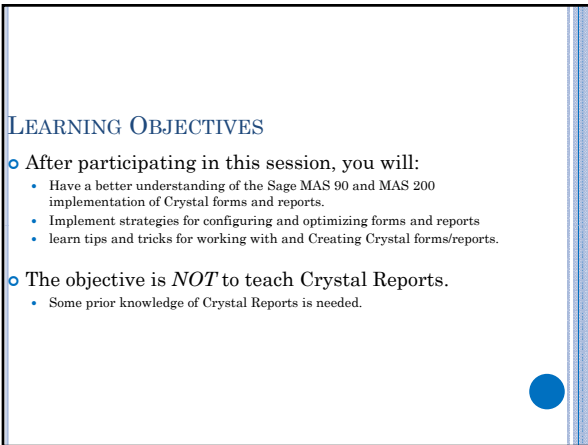 LEARNING OBJECTIVES
After participating in this session, you will:
Have a better understanding of the Sage MAS 90 and MAS 200
implementation of Crystal forms and reports.
Implement strategies for configuring and optimizing forms and reports
learn tips and tricks for working with and Creating Crystal forms/reports.
The objective is NOT to teach Crystal Reports.
Some prior knowledge of Crystal Reports is needed.